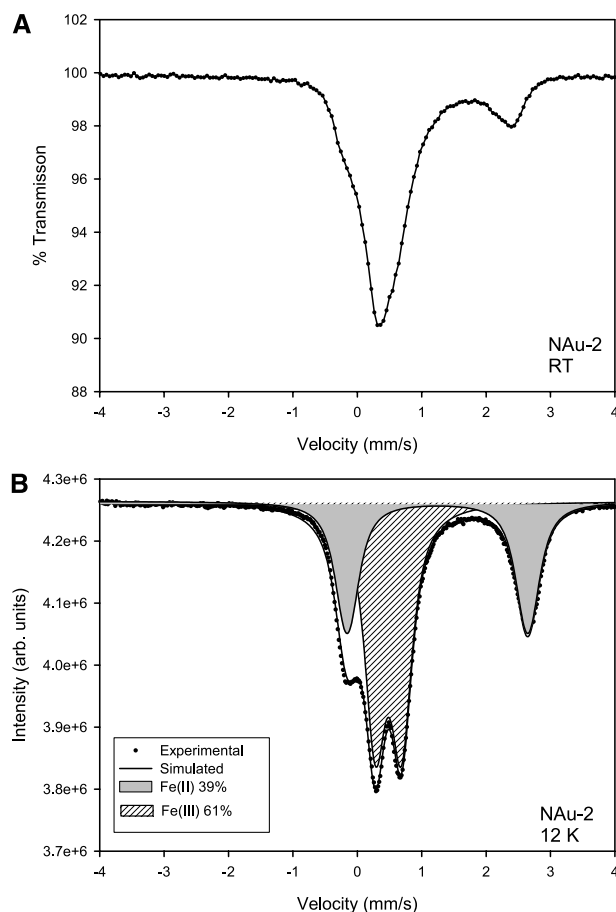 A
102
100
98
96
94
92
90
88
% Transmisson
-4 -3 -2 -1 0 1 2 3 4
Velocity (mm/s)
NAu-2
RT
B
4.3e+6
4.2e+6
4.1e+6
4.0e+6
3.9e+6
3.8e+6
3.7e+6
Intensity (arb. units)
Experimental
Simulated
Fe(II) 39%
Fe(III) 61%
NAu-2
12 K
-4 -3 -2 -1 0 1 2 3 4
Velocity (mm/s)